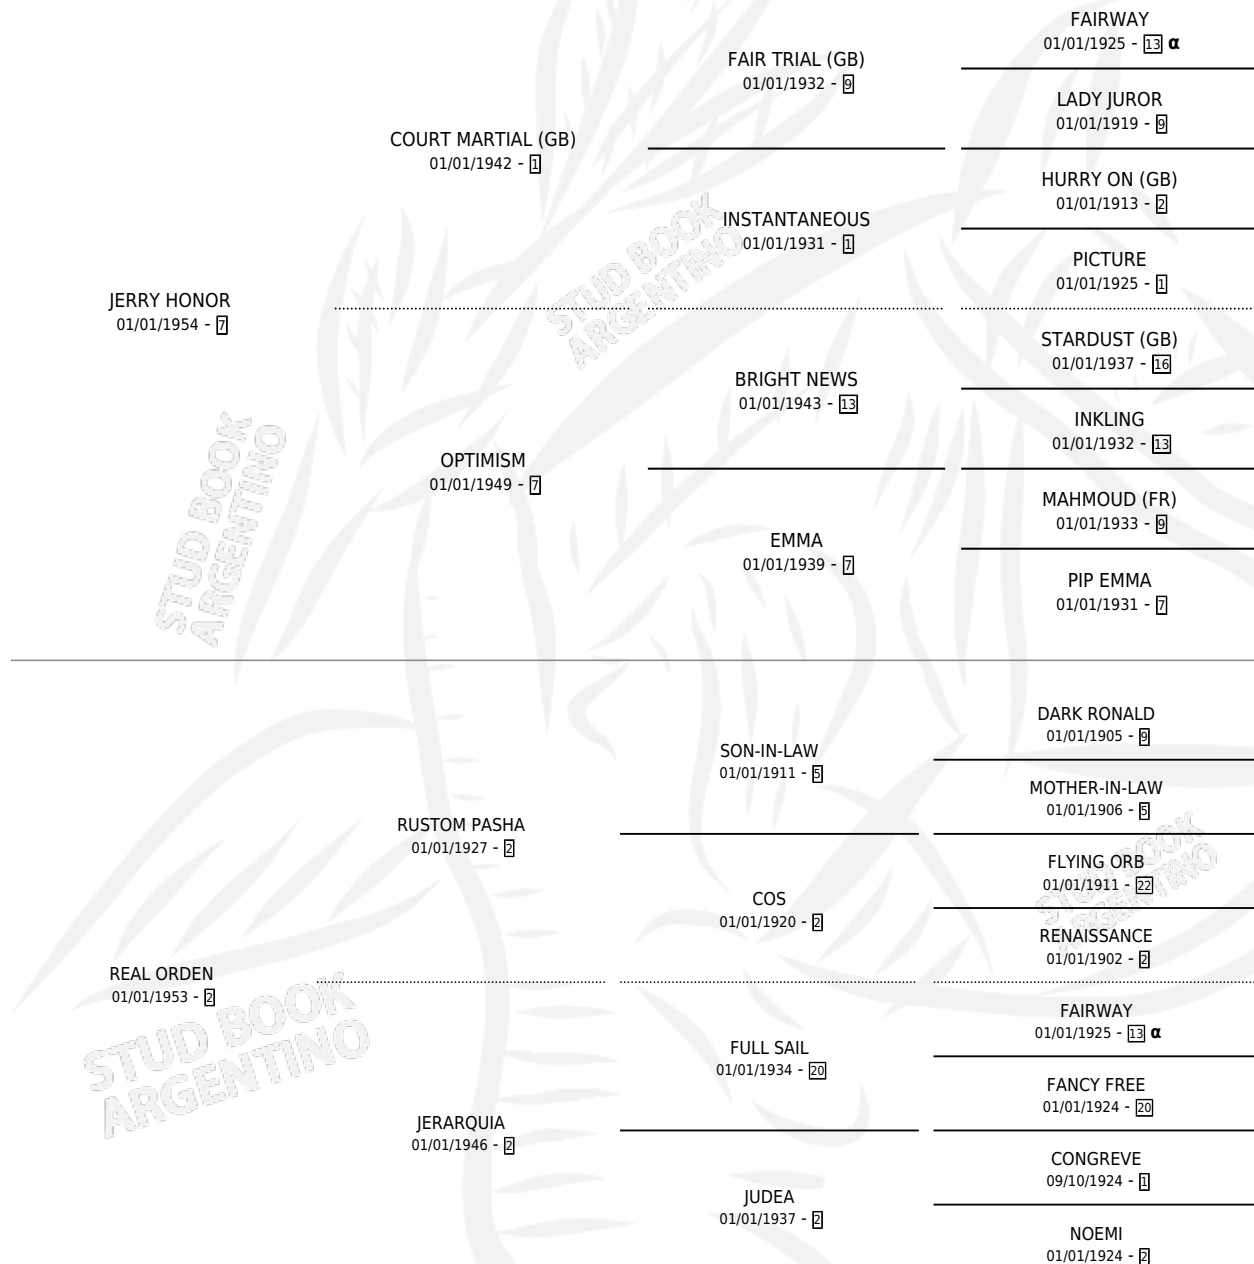 FAIRWAY
01/01/1925 - 13 α
FAIR TRIAL (GB)
01/01/1932 - 9
LADY JUROR
01/01/1919 - 9
COURT MARTIAL (GB)
01/01/1942 - 1
HURRY ON (GB)
01/01/1913 - 2
INSTANTANEOUS
01/01/1931 - 1
PICTURE
01/01/1925 - 1
JERRY HONOR
01/01/1954 - 7
STARDUST (GB)
01/01/1937 - 16
BRIGHT NEWS
01/01/1943 - 13
INKLING
01/01/1932 - 13
OPTIMISM
01/01/1949 - 7
MAHMOUD (FR)
01/01/1933 - 9
EMMA
01/01/1939 - 7
PIP EMMA
01/01/1931 - 7
DARK RONALD
01/01/1905 - 9
SON-IN-LAW
01/01/1911 - 5
MOTHER-IN-LAW
01/01/1906 - 5
RUSTOM PASHA
01/01/1927 - 2
FLYING ORB
01/01/1911 - 22
COS
01/01/1920 - 2
RENAISSANCE
01/01/1902 - 2
REAL ORDEN
01/01/1953 - 2
FAIRWAY
01/01/1925 - 13 α
FULL SAIL
01/01/1934 - 20
FANCY FREE
01/01/1924 - 20
JERARQUIA
01/01/1946 - 2
CONGREVE
09/10/1924 - 1
JUDEA
01/01/1937 - 2
NOEMI
01/01/1924 - 2
STUD BOOK
ARGENTINO
STUD BOOK
ARGENTINO
STUD BOOK
ARGENTINO
STUD BOOK
ARGENTINO